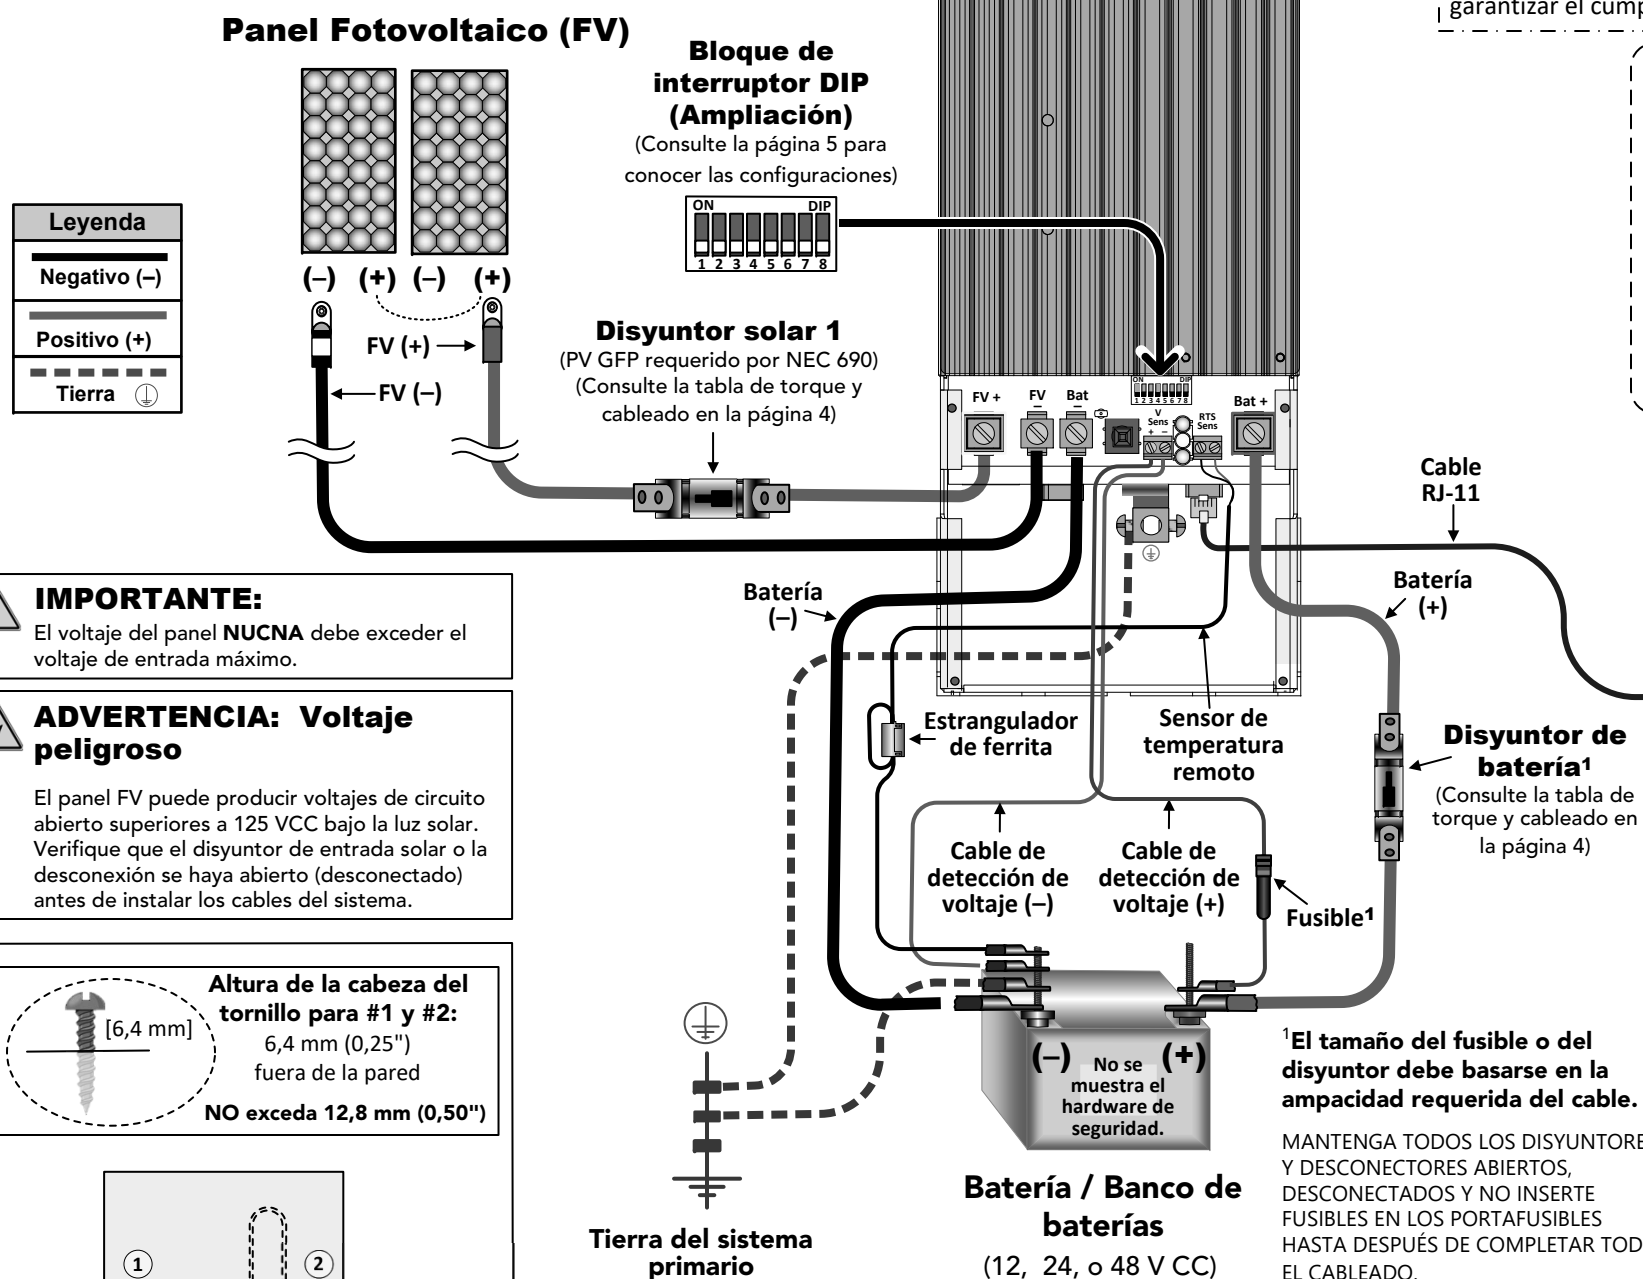 garantizar el cump
Panel Fotovoltaico (FV)
Bloque de
interruptor DIP
(Ampliación)
(Consulte la página 5 para
conocer las configuraciones)
ON DIP
1 2 3 4 5 6 7 8
Leyenda
Negativo (–)
Positivo (+)
Tierra
(–) (+) (–) (+)
FV (+)
FV (–)
Disyuntor solar 1
(PV GFP requerido por NEC 690)
(Consulte la tabla de torque y
cableado en la página 4)
ON DIP
1 2 3 4 5 6 7 8
FV +
FV
–
Bat
–
V
Sens
+ –
RTS
Sens
Bat +
Cable
RJ-11
Batería
(–)
Batería
(+)
IMPORTANTE:
El voltaje del panel NUCNA debe exceder el
voltaje de entrada máximo.
ADVERTENCIA: Voltaje
peligroso
El panel FV puede producir voltajes de circuito
abierto superiores a 125 VCC bajo la luz solar.
Verifique que el disyuntor de entrada solar o la
desconexión se haya abierto (desconectado)
antes de instalar los cables del sistema.
Estrangulador
de ferrita
Sensor de
temperatura
remoto
Disyuntor de
batería¹
(Consulte la tabla de
torque y cableado en
la página 4)
Cable de
detección de
voltaje (–)
Cable de
detección de
voltaje (+)
Fusible¹
[6,4 mm]
Altura de la cabeza del
tornillo para #1 y #2:
6,4 mm (0,25")
fuera de la pared
NO exceda 12,8 mm (0,50")
(–) (+)
No se
muestra el
hardware de
seguridad.
¹El tamaño del fusible o del
disyuntor debe basarse en la
ampacidad requerida del cable.
MANTENGA TODOS LOS DISYUNTORE
Y DESCONECTORES ABIERTOS,
DESCONECTADOS Y NO INSERTE
FUSIBLES EN LOS PORTAFUSIBLES
HASTA DESPUÉS DE COMPLETAR TOD
EL CABLEADO.
Batería / Banco de
baterías
(12, 24, o 48 V CC)
Tierra del sistema
primario
1
2